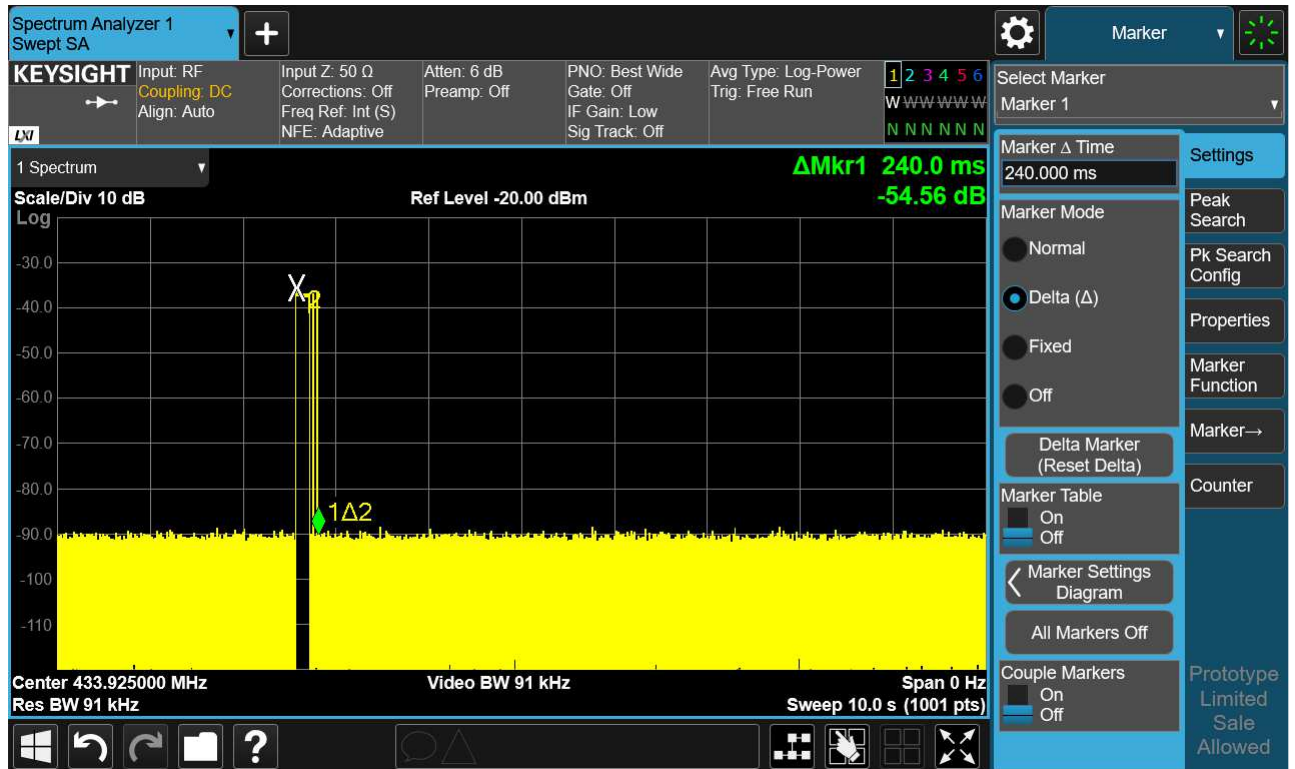 Spectrum Analyzer 1
Swept SA
Marker
KEYSIGHT
LXI
Input: RF
Coupling: DC
Align: Auto
Input Z: 50 Ω
Corrections: Off
Freq Ref: Int (S)
NFE: Adaptive
Atten: 6 dB
Preamp: Off
PNO: Best Wide
Gate: Off
IF Gain: Low
Sig Track: Off
Avg Type: Log-Power
Trig: Free Run
1 2 3 4 5 6
W W W W W W
N N N N N N
1 Spectrum
ΔMkr1 240.0 ms
-54.56 dB
Scale/Div 10 dB
Ref Level -20.00 dBm
Log
-30.0
-40.0
-50.0
-60.0
-70.0
-80.0
-90.0
-100
-110
X
2
1Δ2
Center 433.925000 MHz
Res BW 91 kHz
Video BW 91 kHz
Span 0 Hz
Sweep 10.0 s (1001 pts)
?
Select Marker
Marker 1
Marker Δ Time
240.000 ms
Marker Mode
Normal
Delta (Δ)
Fixed
Off
Delta Marker
(Reset Delta)
Marker Table
On
Off
Marker Settings
Diagram
All Markers Off
Couple Markers
On
Off
Settings
Peak
Search
Pk Search
Config
Properties
Marker
Function
Marker→
Counter
Prototype
Limited
Sale
Allowed